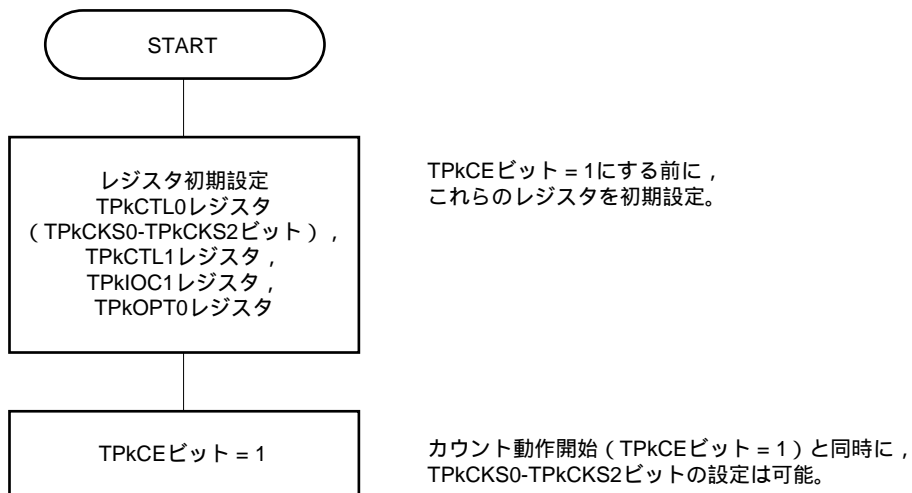 START
レジスタ初期設定
TPkCTL0レジスタ
（TPkCKS0-TPkCKS2ビット），
TPkCTL1レジスタ，
TPkIOC1レジスタ，
TPkOPT0レジスタ
TPkCEビット = 1にする前に，
これらのレジスタを初期設定。
TPkCEビット = 1
カウント動作開始（TPkCEビット = 1）と同時に，
TPkCKS0-TPkCKS2ビットの設定は可能。